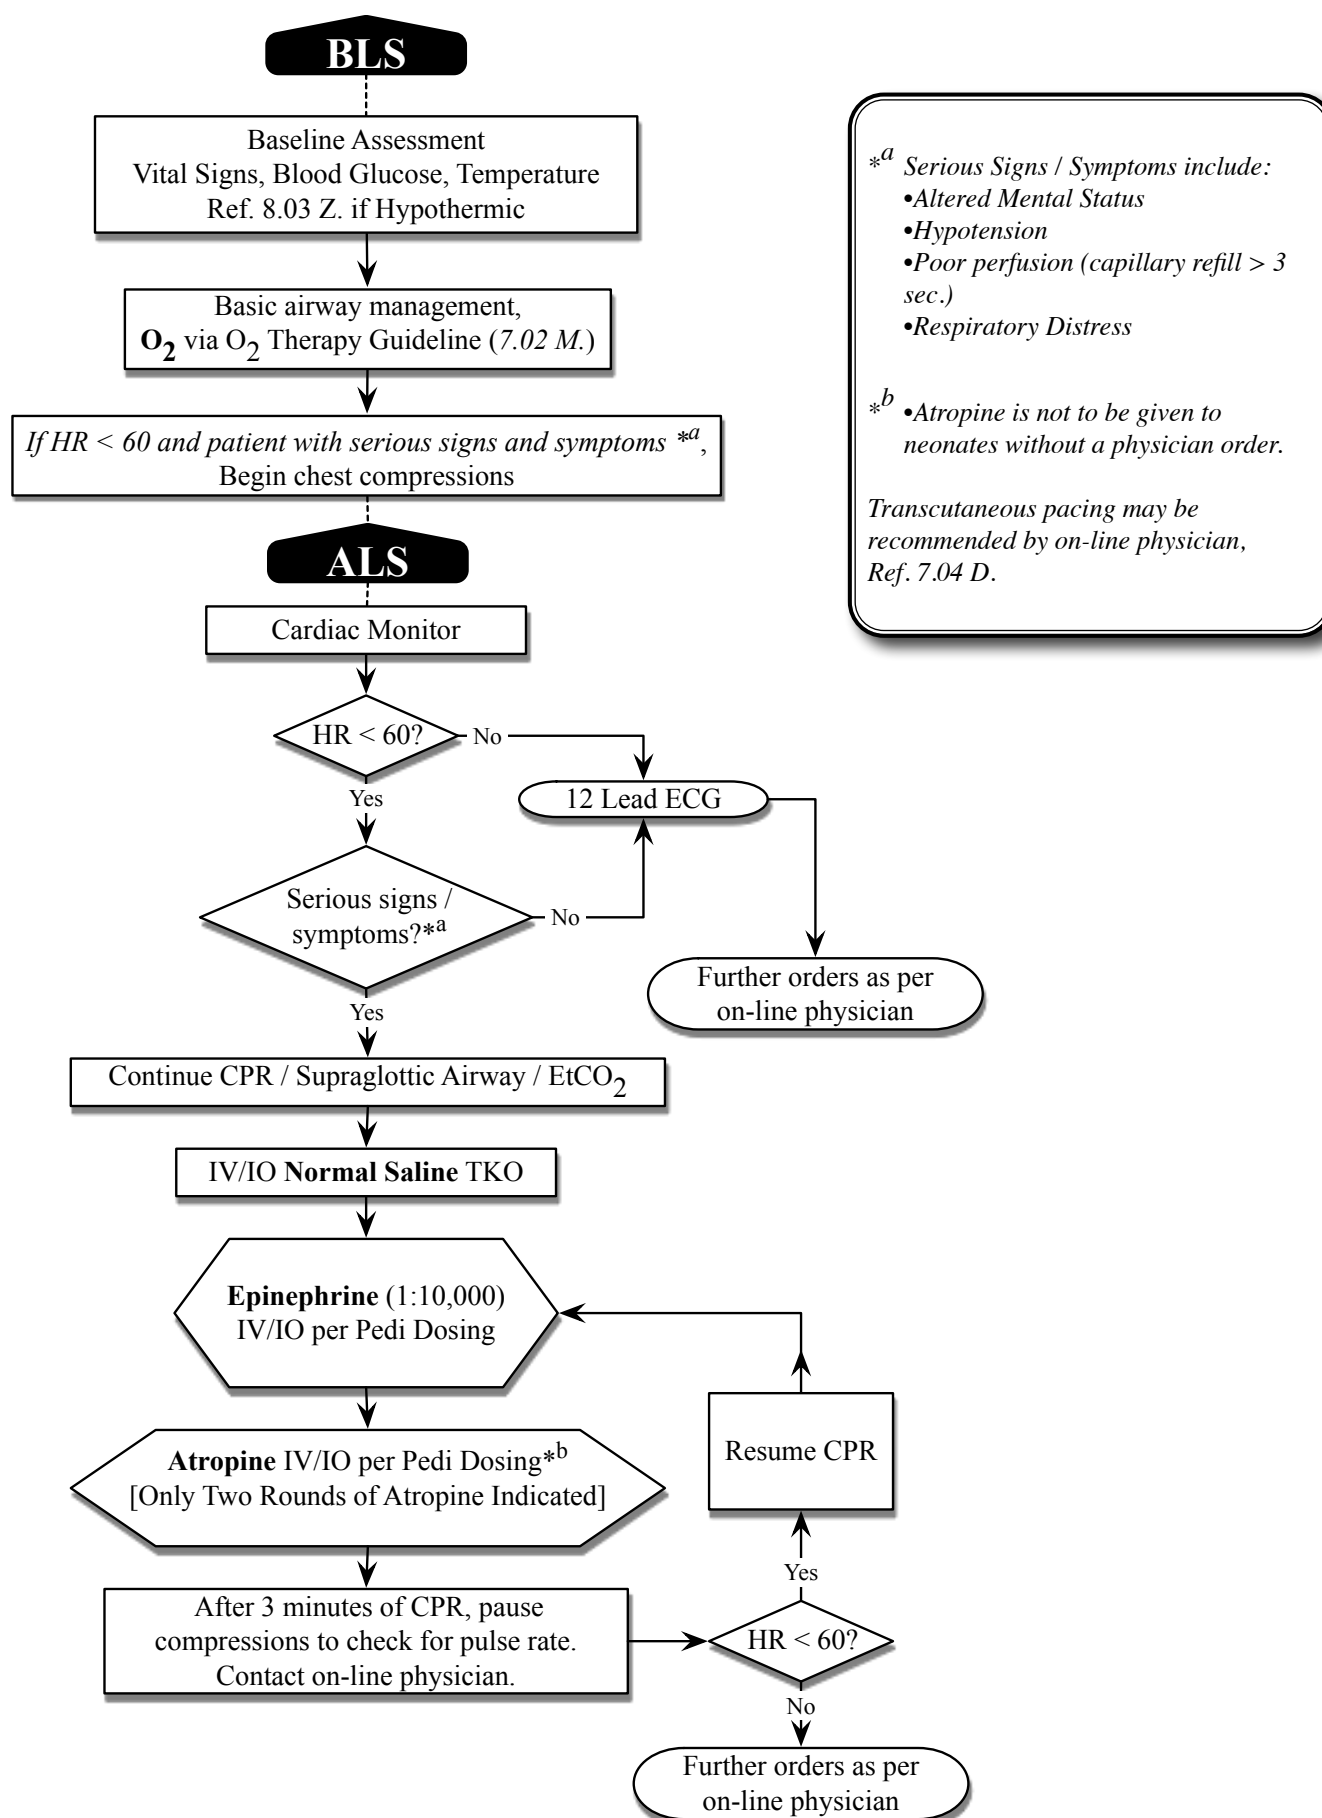 BLS
Baseline Assessment
Vital Signs, Blood Glucose, Temperature
Ref. 8.03 Z. if Hypothermic
Basic airway management,
O2 via O2 Therapy Guideline (7.02 M.)
If HR < 60 and patient with serious signs and symptoms *a,
Begin chest compressions
ALS
Cardiac Monitor
HR < 60?
No
Yes
12 Lead ECG
Serious signs /
symptoms?*a
No
Yes
Further orders as per
on-line physician
Continue CPR / Supraglottic Airway / EtCO2
IV/IO Normal Saline TKO
Epinephrine (1:10,000)
IV/IO per Pedi Dosing
Atropine IV/IO per Pedi Dosing*b
[Only Two Rounds of Atropine Indicated]
After 3 minutes of CPR, pause
compressions to check for pulse rate.
Contact on-line physician.
HR < 60?
Yes
Resume CPR
No
Further orders as per
on-line physician
*a Serious Signs / Symptoms include:
•Altered Mental Status
•Hypotension
•Poor perfusion (capillary refill > 3
sec.)
•Respiratory Distress
*b •Atropine is not to be given to
neonates without a physician order.
Transcutaneous pacing may be
recommended by on-line physician,
Ref. 7.04 D.